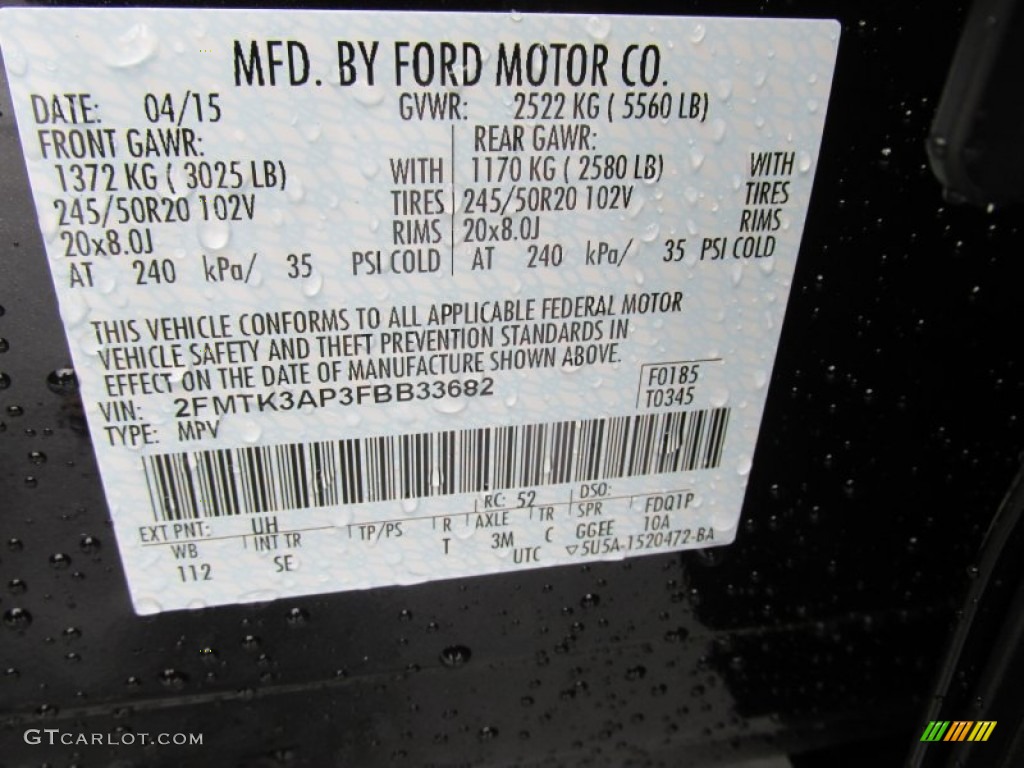 MFD. BY FORD MOTOR CO.
DATE: 04/15 GVWR: 2522 KG ( 5560 LB)
FRONT GAWR: REAR GAWR:
1372 KG ( 3025 LB) WITH 1170 KG ( 2580 LB) WITH
245/50R20 102V TIRES 245/50R20 102V TIRES
20x8.0J RIMS 20x8.0J RIMS
AT 240 kPa/ 35 PSI COLD AT 240 kPa/ 35 PSI COLD
THIS VEHICLE CONFORMS TO ALL APPLICABLE FEDERAL MOTOR
VEHICLE SAFETY AND THEFT PREVENTION STANDARDS IN
EFFECT ON THE DATE OF MANUFACTURE SHOWN ABOVE.
VIN: 2FMTK3AP3FBB33682 F0185
TYPE: MPV T0345
EXT PNT: UH RC: 52 DSO: FDQ1P
WB INT TR TP/PS R AXLE TR SPR
112 SE T 3M C GGEE 10A
UTC ▽5U5A-1520472-BA
GTCARLOT.COM